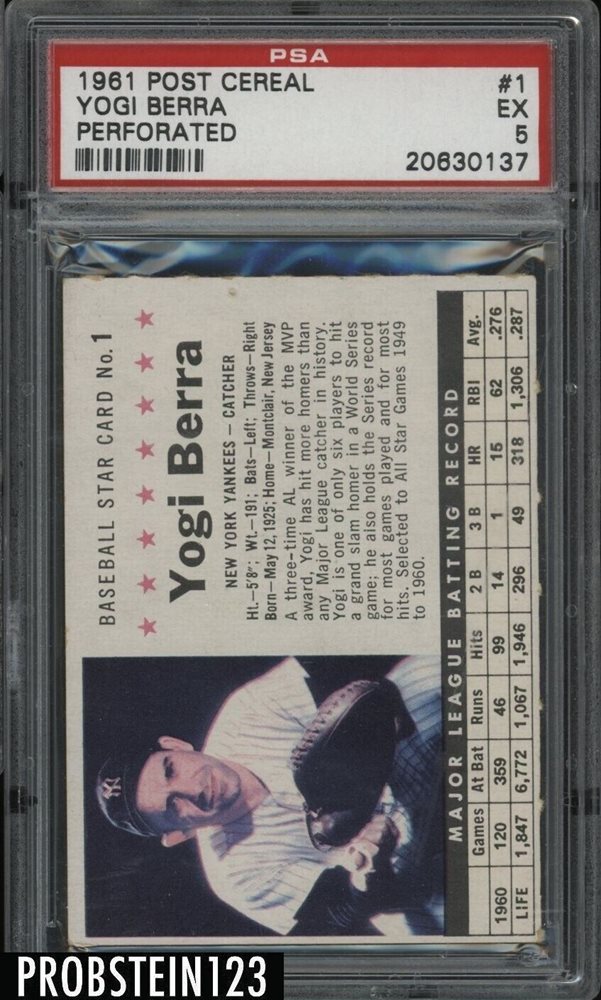 PSA
1961 POST CEREAL #1
YOGI BERRA EX
PERFORATED 5
20630137
BASEBALL STAR CARD No. 1
Yogi Berra
NEW YORK YANKEES – CATCHER
Ht.—5'8"; Wt.—191; Bats—Left; Throws—Right
Born—May 12, 1925; Home—Montclair, New Jersey
A three-time AL winner of the MVP
award, Yogi has hit more homers than
any Major League catcher in history.
Yogi is one of only six players to hit
a grand slam homer in a World Series
game; he also holds the Series record
for most games played and for most
hits. Selected to All Star Games 1949
to 1960.
NY
MAJOR LEAGUE BATTING RECORD
Games At Bat Runs Hits 2 B 3 B HR RBI Avg.
1960 120 359 46 99 14 1 15 62 .276
LIFE 1,847 6,772 1,067 1,946 296 49 318 1,306 .287
PROBSTEIN123